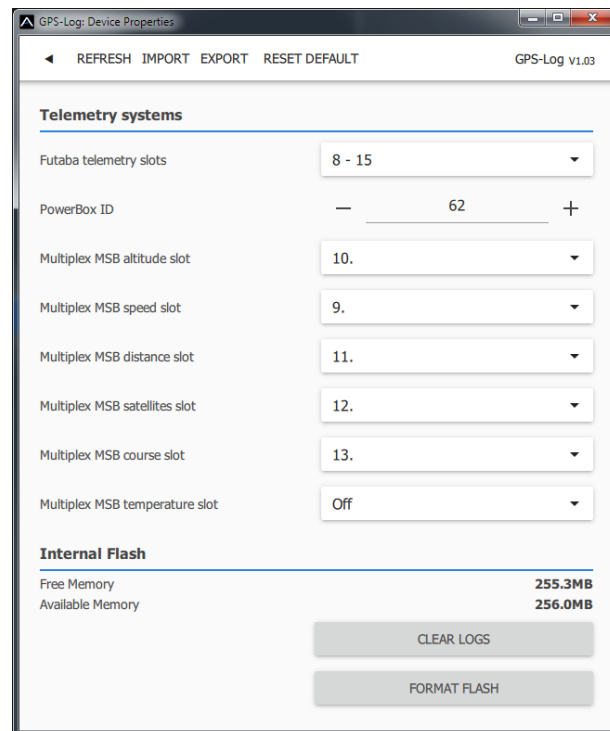 GPS-Log: Device Properties
REFRESH IMPORT EXPORT RESET DEFAULT GPS-Log V1.03
Telemetry systems
Futaba telemetry slots 8 - 15
PowerBox ID 62
Multiplex MSB altitude slot 10.
Multiplex MSB speed slot 9.
Multiplex MSB distance slot 11.
Multiplex MSB satellites slot 12.
Multiplex MSB course slot 13.
Multiplex MSB temperature slot Off
Internal Flash
Free Memory 255.3MB
Available Memory 256.0MB
CLEAR LOGS
FORMAT FLASH